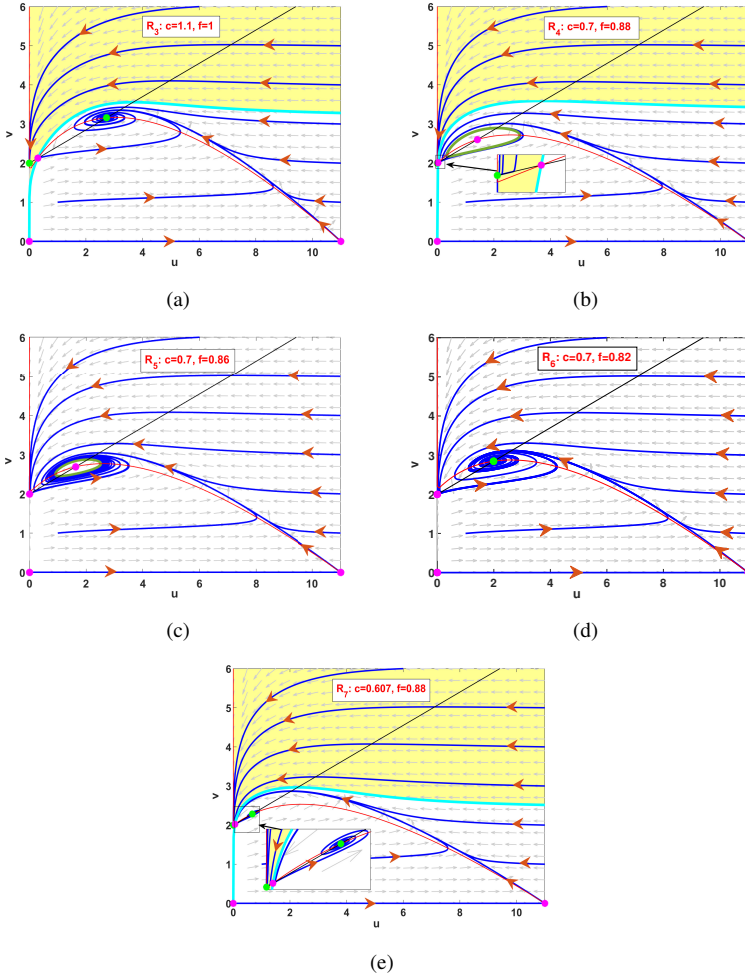 R3: c=1.1, f=1
6
5
4
3
2
1
0
v
0 2 4 6 8 10
u
(a)
R4: c=0.7, f=0.88
6
5
4
3
2
1
0
v
0 2 4 6 8 10
u
(b)
R5: c=0.7, f=0.86
6
5
4
3
2
1
0
v
0 2 4 6 8 10
u
(c)
R6: c=0.7, f=0.82
6
5
4
3
2
1
0
v
0 2 4 6 8 10
u
(d)
R7: c=0.607, f=0.88
6
5
4
3
2
1
0
v
0 2 4 6 8 10
u
(e)